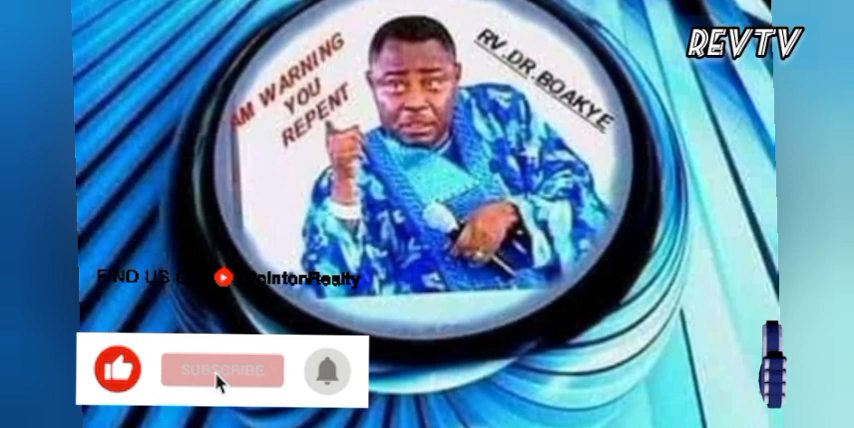 REVTV
AM WARNING
YOU
REPENT
RV.DR.BOAKYE
FIND US
SUBSCRIBE